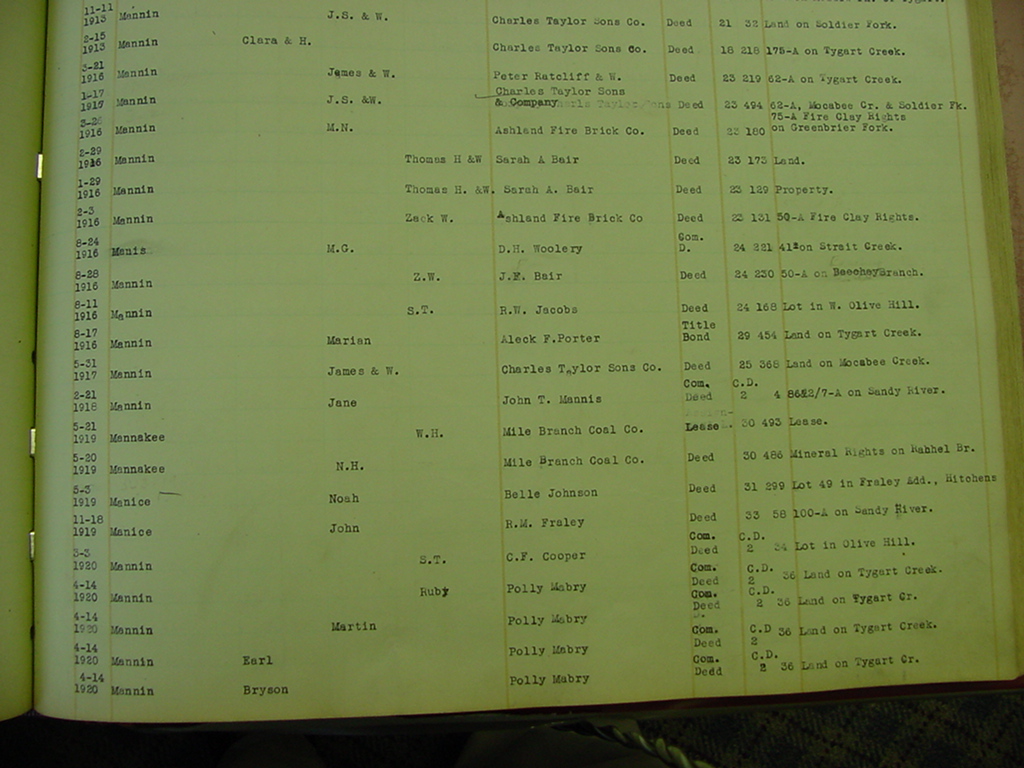 11-11
1913 Mannin J.S. & W. Charles Taylor Sons Co. Deed 21 32 Land on Soldier Fork.
2-15
1913 Mannin Clara & H. Charles Taylor Sons Co. Deed 18 218 175-A on Tygart Creek.
3-21
1916 Mannin James & W. Peter Ratcliff & W. Deed 23 219 62-A on Tygart Creek.
1-17 Charles Taylor Sons
1917 Mannin J.S. &W. & Company Deed 23 494 62-A, Mocabee Cr. & Soldier Fk.
75-A Fire Clay Rights
1916 Mannin M.N. Ashland Fire Brick Co. Deed 23 180 on Greenbrier Fork.
2-29
1916 Mannin Thomas H &W Sarah A Bair Deed 23 173 Land.
1-29
1916 Mannin Thomas H. &W. Sarah A. Bair Deed 23 129 Property.
2-3
1916 Mannin Zack W. Ashland Fire Brick Co Deed 23 131 50-A Fire Clay Rights.
8-24 Com.
1916 Manis M.G. D.H. Woolery D. 24 221 41a on Strait Creek.
8-28
1916 Mannin Z.W. J.F. Bair Deed 24 230 50-A on Beechey Branch.
8-11
1916 Mannin S.T. R.W. Jacobs Deed 24 168 Lot in W. Olive Hill.
8-17 Title
1916 Mannin Marian Aleck F.Porter Bond 29 454 Land on Tygart Creek.
5-31
1917 Mannin James & W. Charles Taylor Sons Co. Deed 25 368 Land on Mocabee Creek.
2-21 Com. C.D.
1918 Mannin Jane John T. Mannis Deed 2 4 8682/7-A on Sandy River.
5-21
1919 Mannakee W.H. Mile Branch Coal Co. Lease 30 493 Lease.
5-20
1919 Mannakee N.H. Mile Branch Coal Co. Deed 30 486 Mineral Rights on Rahhel Br.
5-3
1919 Manice Noah Belle Johnson Deed 31 299 Lot 49 in Fraley Add., Hitchens
11-18
1919 Manice John R.M. Fraley Deed 33 58 100-A on Sandy River.
3-3 Com. C.D.
1920 Mannin S.T. C.F. Cooper Deed 2 34 Lot in Olive Hill.
4-14 Com. C.D.
1920 Mannin Ruby Polly Mabry Deed 2 36 Land on Tygart Creek.
4-14 Com. C.D.
1920 Mannin Martin Polly Mabry Deed 2 36 Land on Tygart Cr.
4-14 Com. C.D
1920 Mannin Earl Polly Mabry Deed 2 36 Land on Tygart Creek.
4-14 Com. C.D.
1920 Mannin Bryson Polly Mabry Dedd 2 36 Land on Tygart Cr.